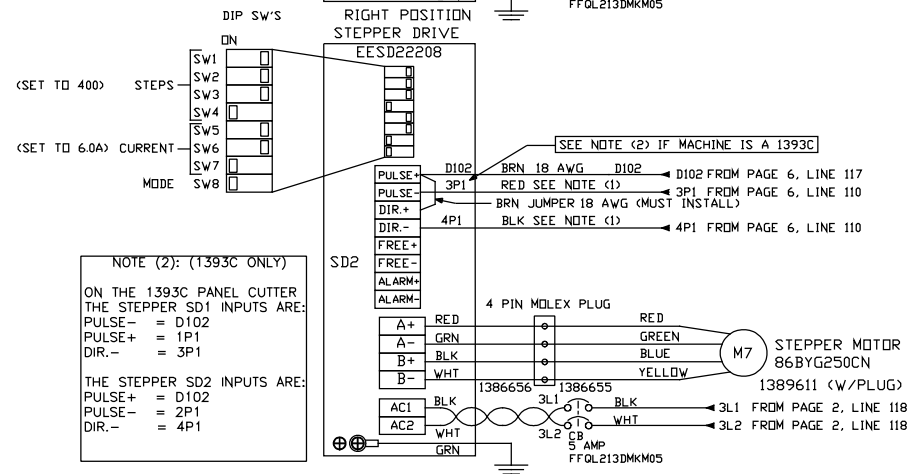 FFQL213DMKM05
DIP SW'S
RIGHT POSITION
STEPPER DRIVE
EESD22208
ON
SW1
SW2
SW3
SW4
SW5
SW6
SW7
SW8
(SET TO 400) STEPS
(SET TO 6.0A) CURRENT
MODE
SEE NOTE (2) IF MACHINE IS A 1393C
PULSE+ D102 BRN 18 AWG D102 D102 FROM PAGE 6, LINE 117
PULSE- 3P1 RED SEE NOTE (1) 3P1 FROM PAGE 6, LINE 110
DIR.+ BRN JUMPER 18 AWG (MUST INSTALL)
DIR.- 4P1 BLK SEE NOTE (1) 4P1 FROM PAGE 6, LINE 110
FREE+
FREE-
ALARM+
ALARM-
SD2
NOTE (2): (1393C ONLY)
ON THE 1393C PANEL CUTTER
THE STEPPER SD1 INPUTS ARE:
PULSE- = D102
PULSE+ = 1P1
DIR.- = 3P1
THE STEPPER SD2 INPUTS ARE:
PULSE+ = D102
PULSE- = 2P1
DIR.- = 4P1
4 PIN MOLEX PLUG
A+ RED RED
A- GRN GREEN
B+ BLK BLUE
B- WHT YELLOW
1386656 1386655
M7
STEPPER MOTOR
86BYG250CN
1389611 (W/PLUG)
AC1 BLK 3L1 BLK 3L1 FROM PAGE 2, LINE 118
AC2 WHT 3L2 WHT 3L2 FROM PAGE 2, LINE 118
GRN
CB
5 AMP
FFQL213DMKM05